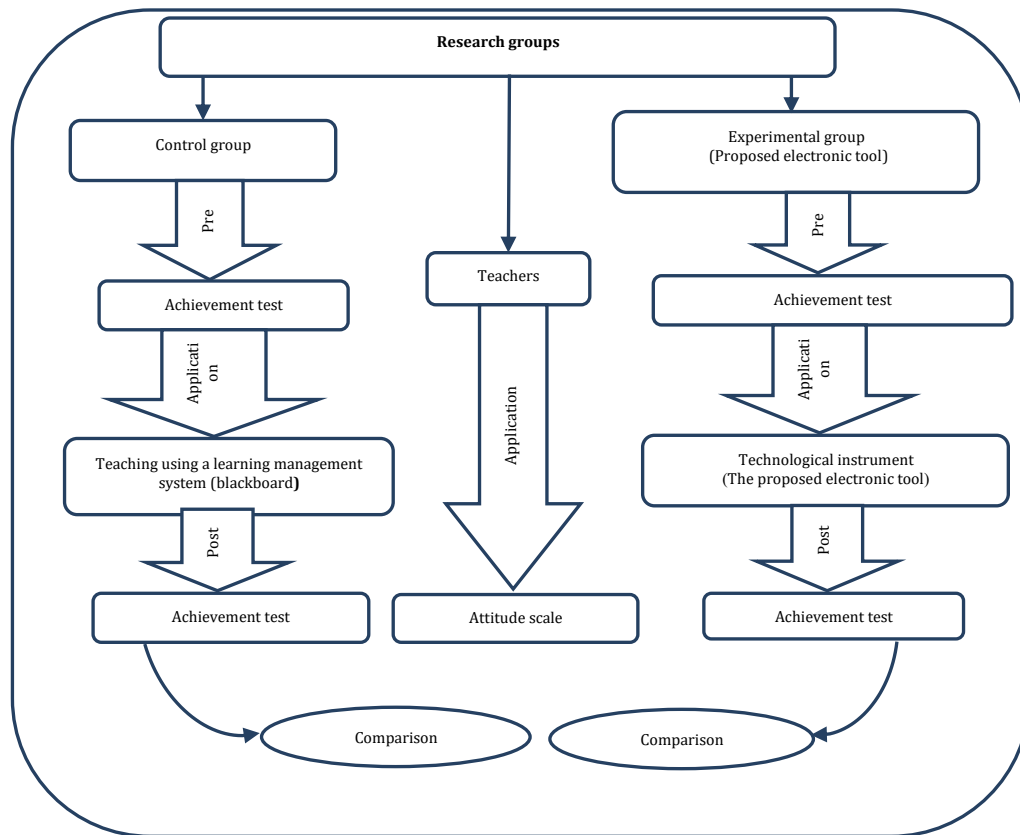 Research groups
Control group
Experimental group
(Proposed electronic tool)
Pre
Pre
Teachers
Achievement test
Achievement test
Applicati
on
Application
Applicati
on
Teaching using a learning management
system (blackboard)
Technological instrument
(The proposed electronic tool)
Post
Post
Achievement test
Attitude scale
Achievement test
Comparison
Comparison